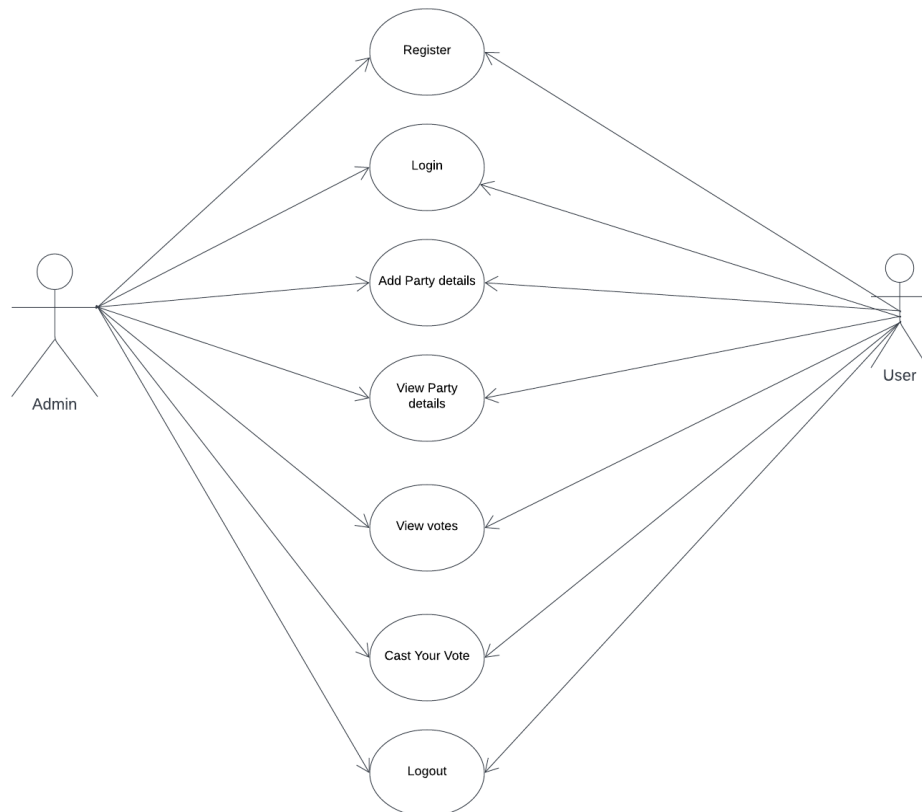 Register
Login
Add Party details
View Party
details
View votes
Cast Your Vote
Logout
Admin
User